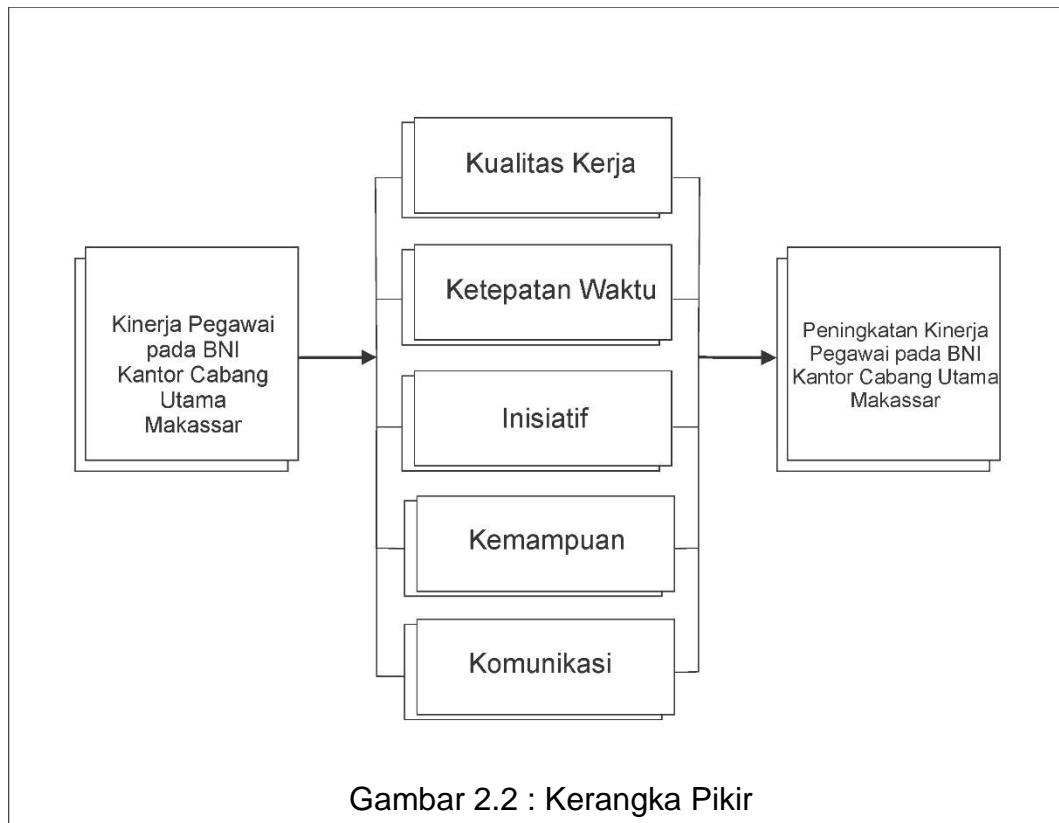 Kualitas Kerja
Ketepatan Waktu
Kinerja Pegawai
pada BNI
Kantor Cabang
Utama
Makassar
Inisiatif
Peningkatan Kinerja
Pegawai pada BNI
Kantor Cabang Utama
Makassar
Kemampuan
Komunikasi
Gambar 2.2 : Kerangka Pikir